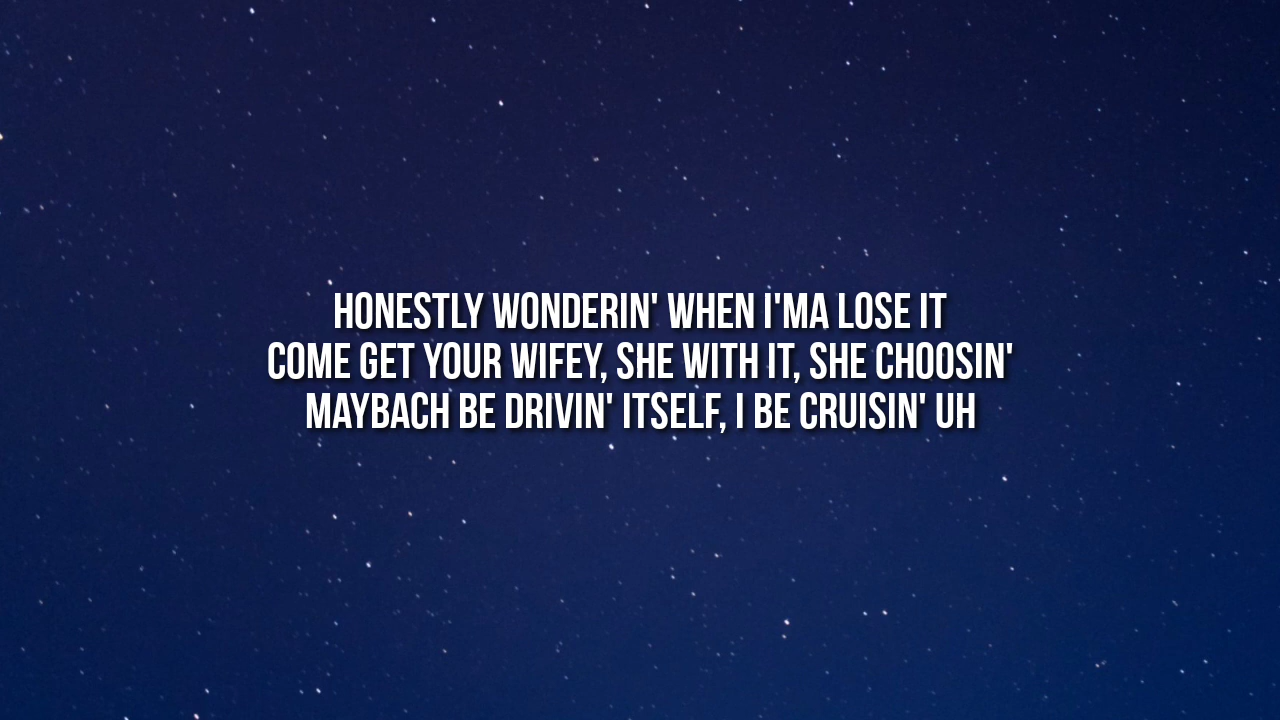 HONESTLY WONDERIN' WHEN I'MA LOSE IT
COME GET YOUR WIFEY, SHE WITH IT, SHE CHOOSIN'
MAYBACH BE DRIVIN' ITSELF, I BE CRUISIN' UH